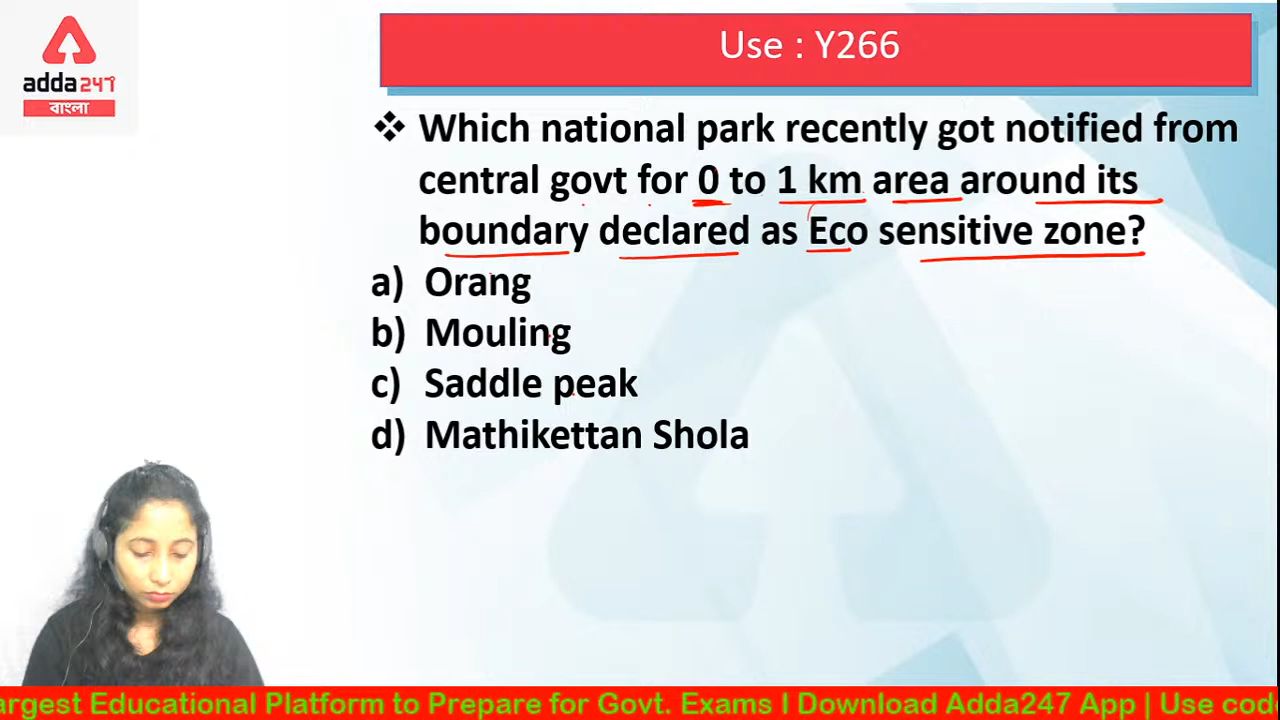 adda247
বাংলা
Use : Y266
❖ Which national park recently got notified from
central govt for 0 to 1 km area around its
boundary declared as Eco sensitive zone?
a) Orang
b) Mouling
c) Saddle peak
d) Mathikettan Shola
argest Educational Platform to Prepare for Govt. Exams I Download Adda247 App | Use cod